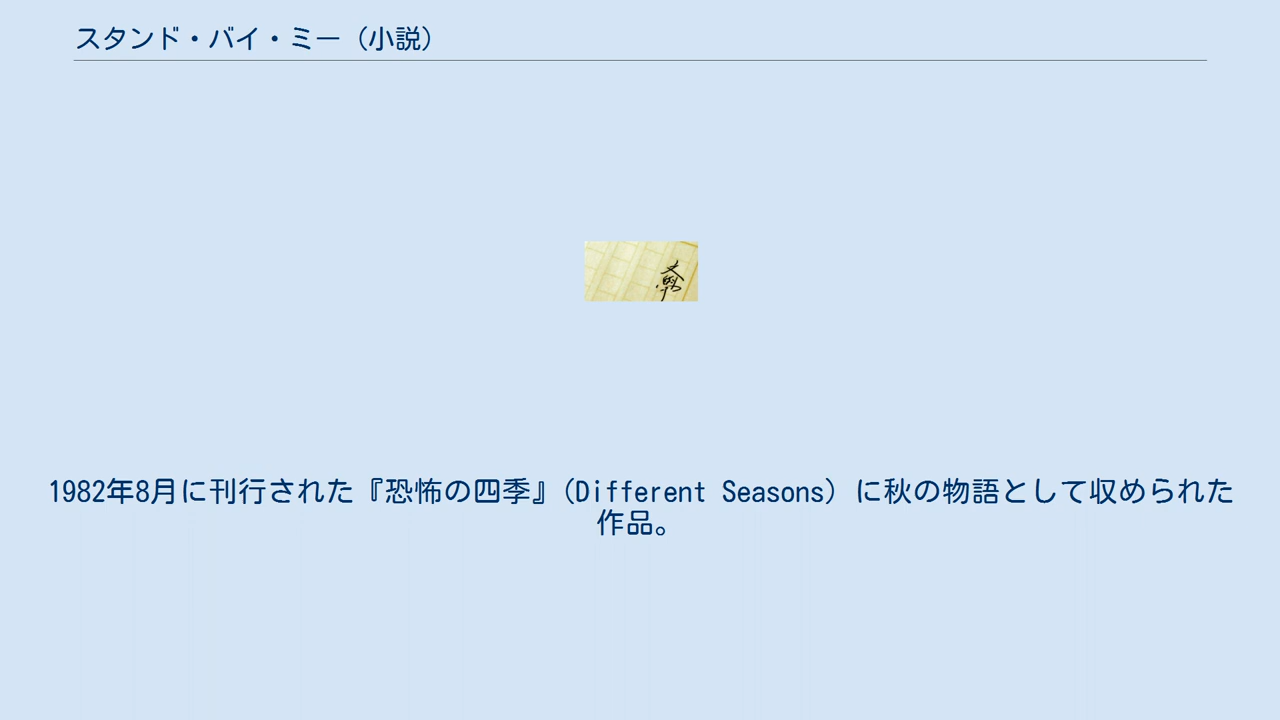 スタンド・バイ・ミー（小説）
1982年8月に刊行された『恐怖の四季』（Different Seasons）に秋の物語として収められた
作品。